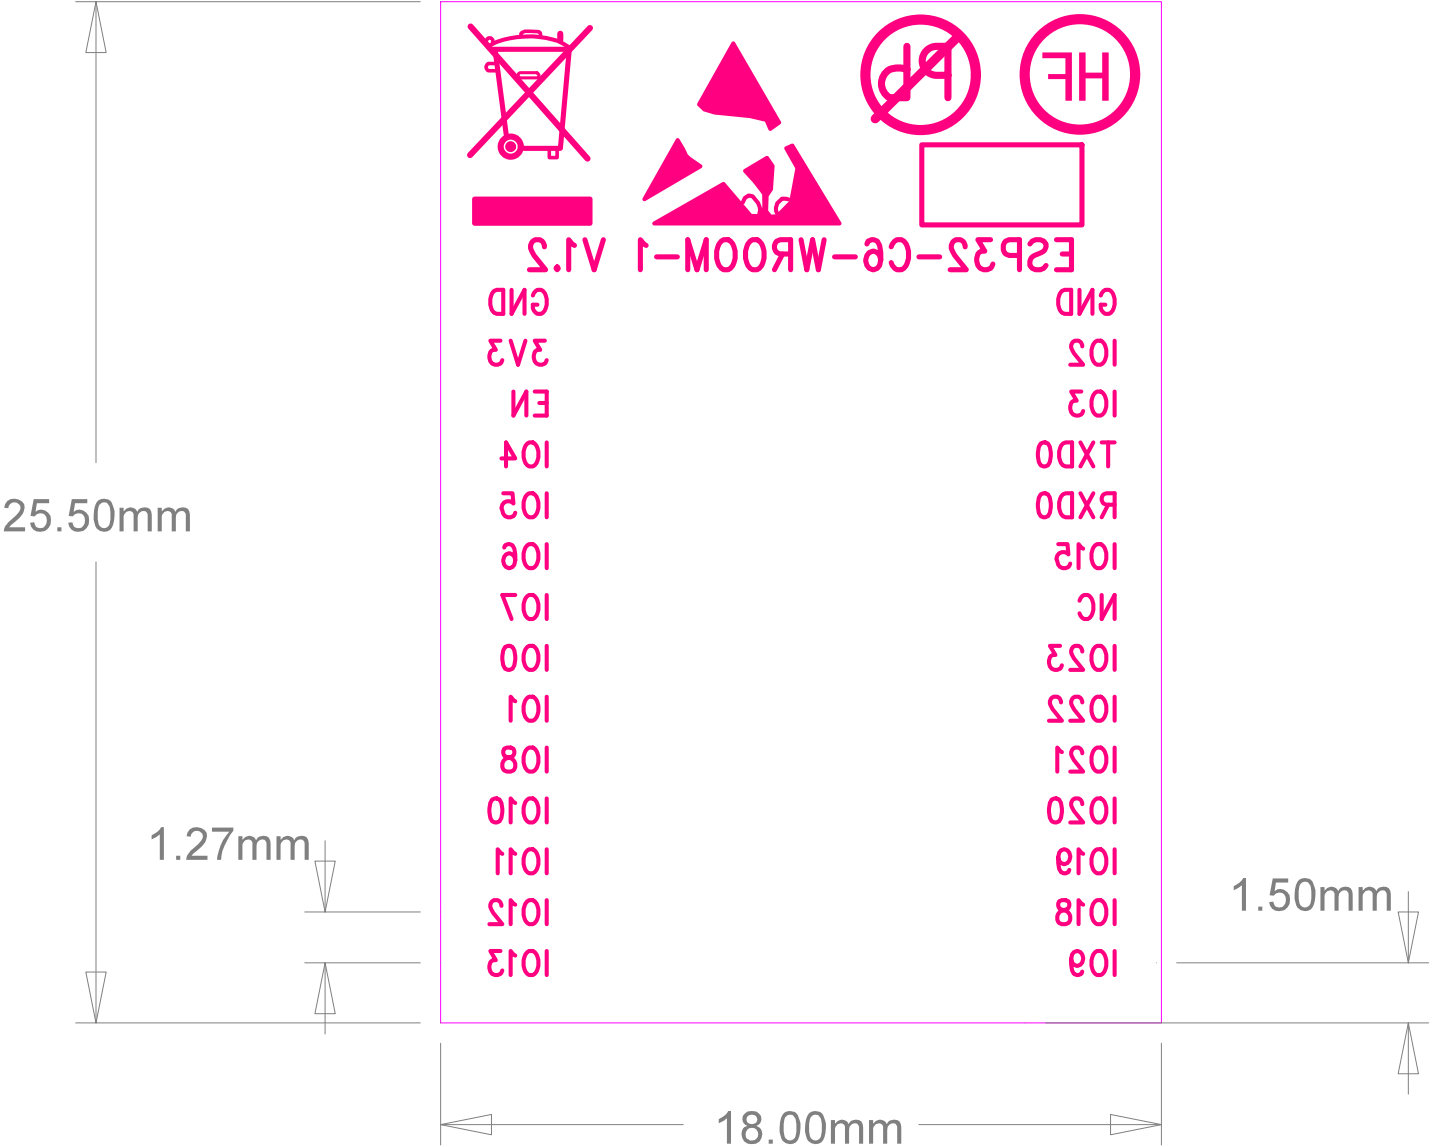 Pb HF
ESP32-C6-WROOM-1 V1.2
GND GND
3V3 IO2
EN IO3
IO4 TXD0
IO5 RXD0
IO6 IO15
IO7 NC
IO0 IO23
IO1 IO22
IO8 IO21
IO10 IO20
IO11 IO19
IO12 IO18
IO13 IO9
25.50mm
1.27mm
1.50mm
18.00mm